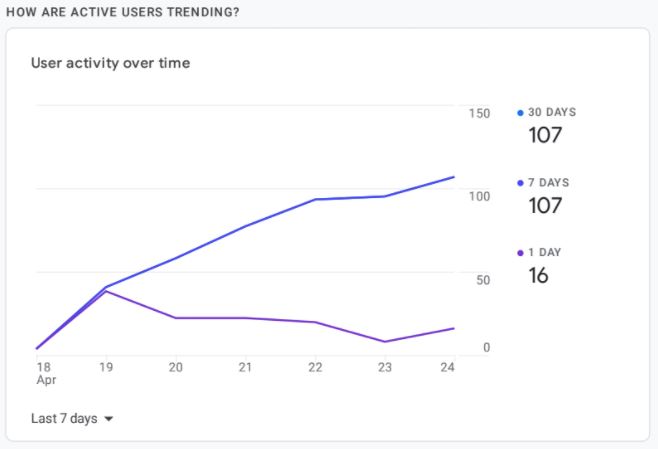 HOW ARE ACTIVE USERS TRENDING?
User activity over time
150
30 DAYS
107
100
7 DAYS
107
50
1 DAY
16
0
18 19 20 21 22 23 24
Apr
Last 7 days